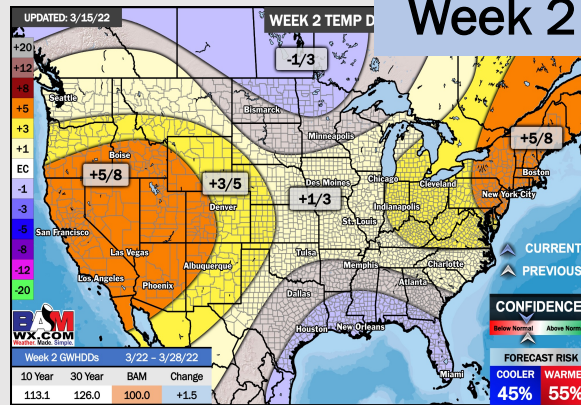 UPDATED: 3/15/22
WEEK 2 TEMP D
Week 2
+20
+12
+8
+5
+3
+1
EC
-1
-3
-5
-8
-12
-20
-1/3
Seattle
Bismarck
Minneapolis
+5/8
Boise
+5/8
Boston
+3/5
Des Moines
Chicago
Cleveland
New York City
Denver
+1/3
Indianapolis
San Francisco
St. Louis
Las Vegas
Tulsa
CURRENT
Los Angeles
Albuquerque
Memphis
Charlotte
PREVIOUS
Phoenix
Dallas
Atlanta
Houston
New Orleans
Miami
CONFIDENCE
Below Normal
Above Norm
BAM
WX.COM
Weather. Made. Simple.
Week 2 GWHDDs
3/22 – 3/28/22
10 Year
30 Year
BAM
Change
113.1
126.0
100.0
+1.5
FORECAST RISK
COOLER
WARME
45%
55%